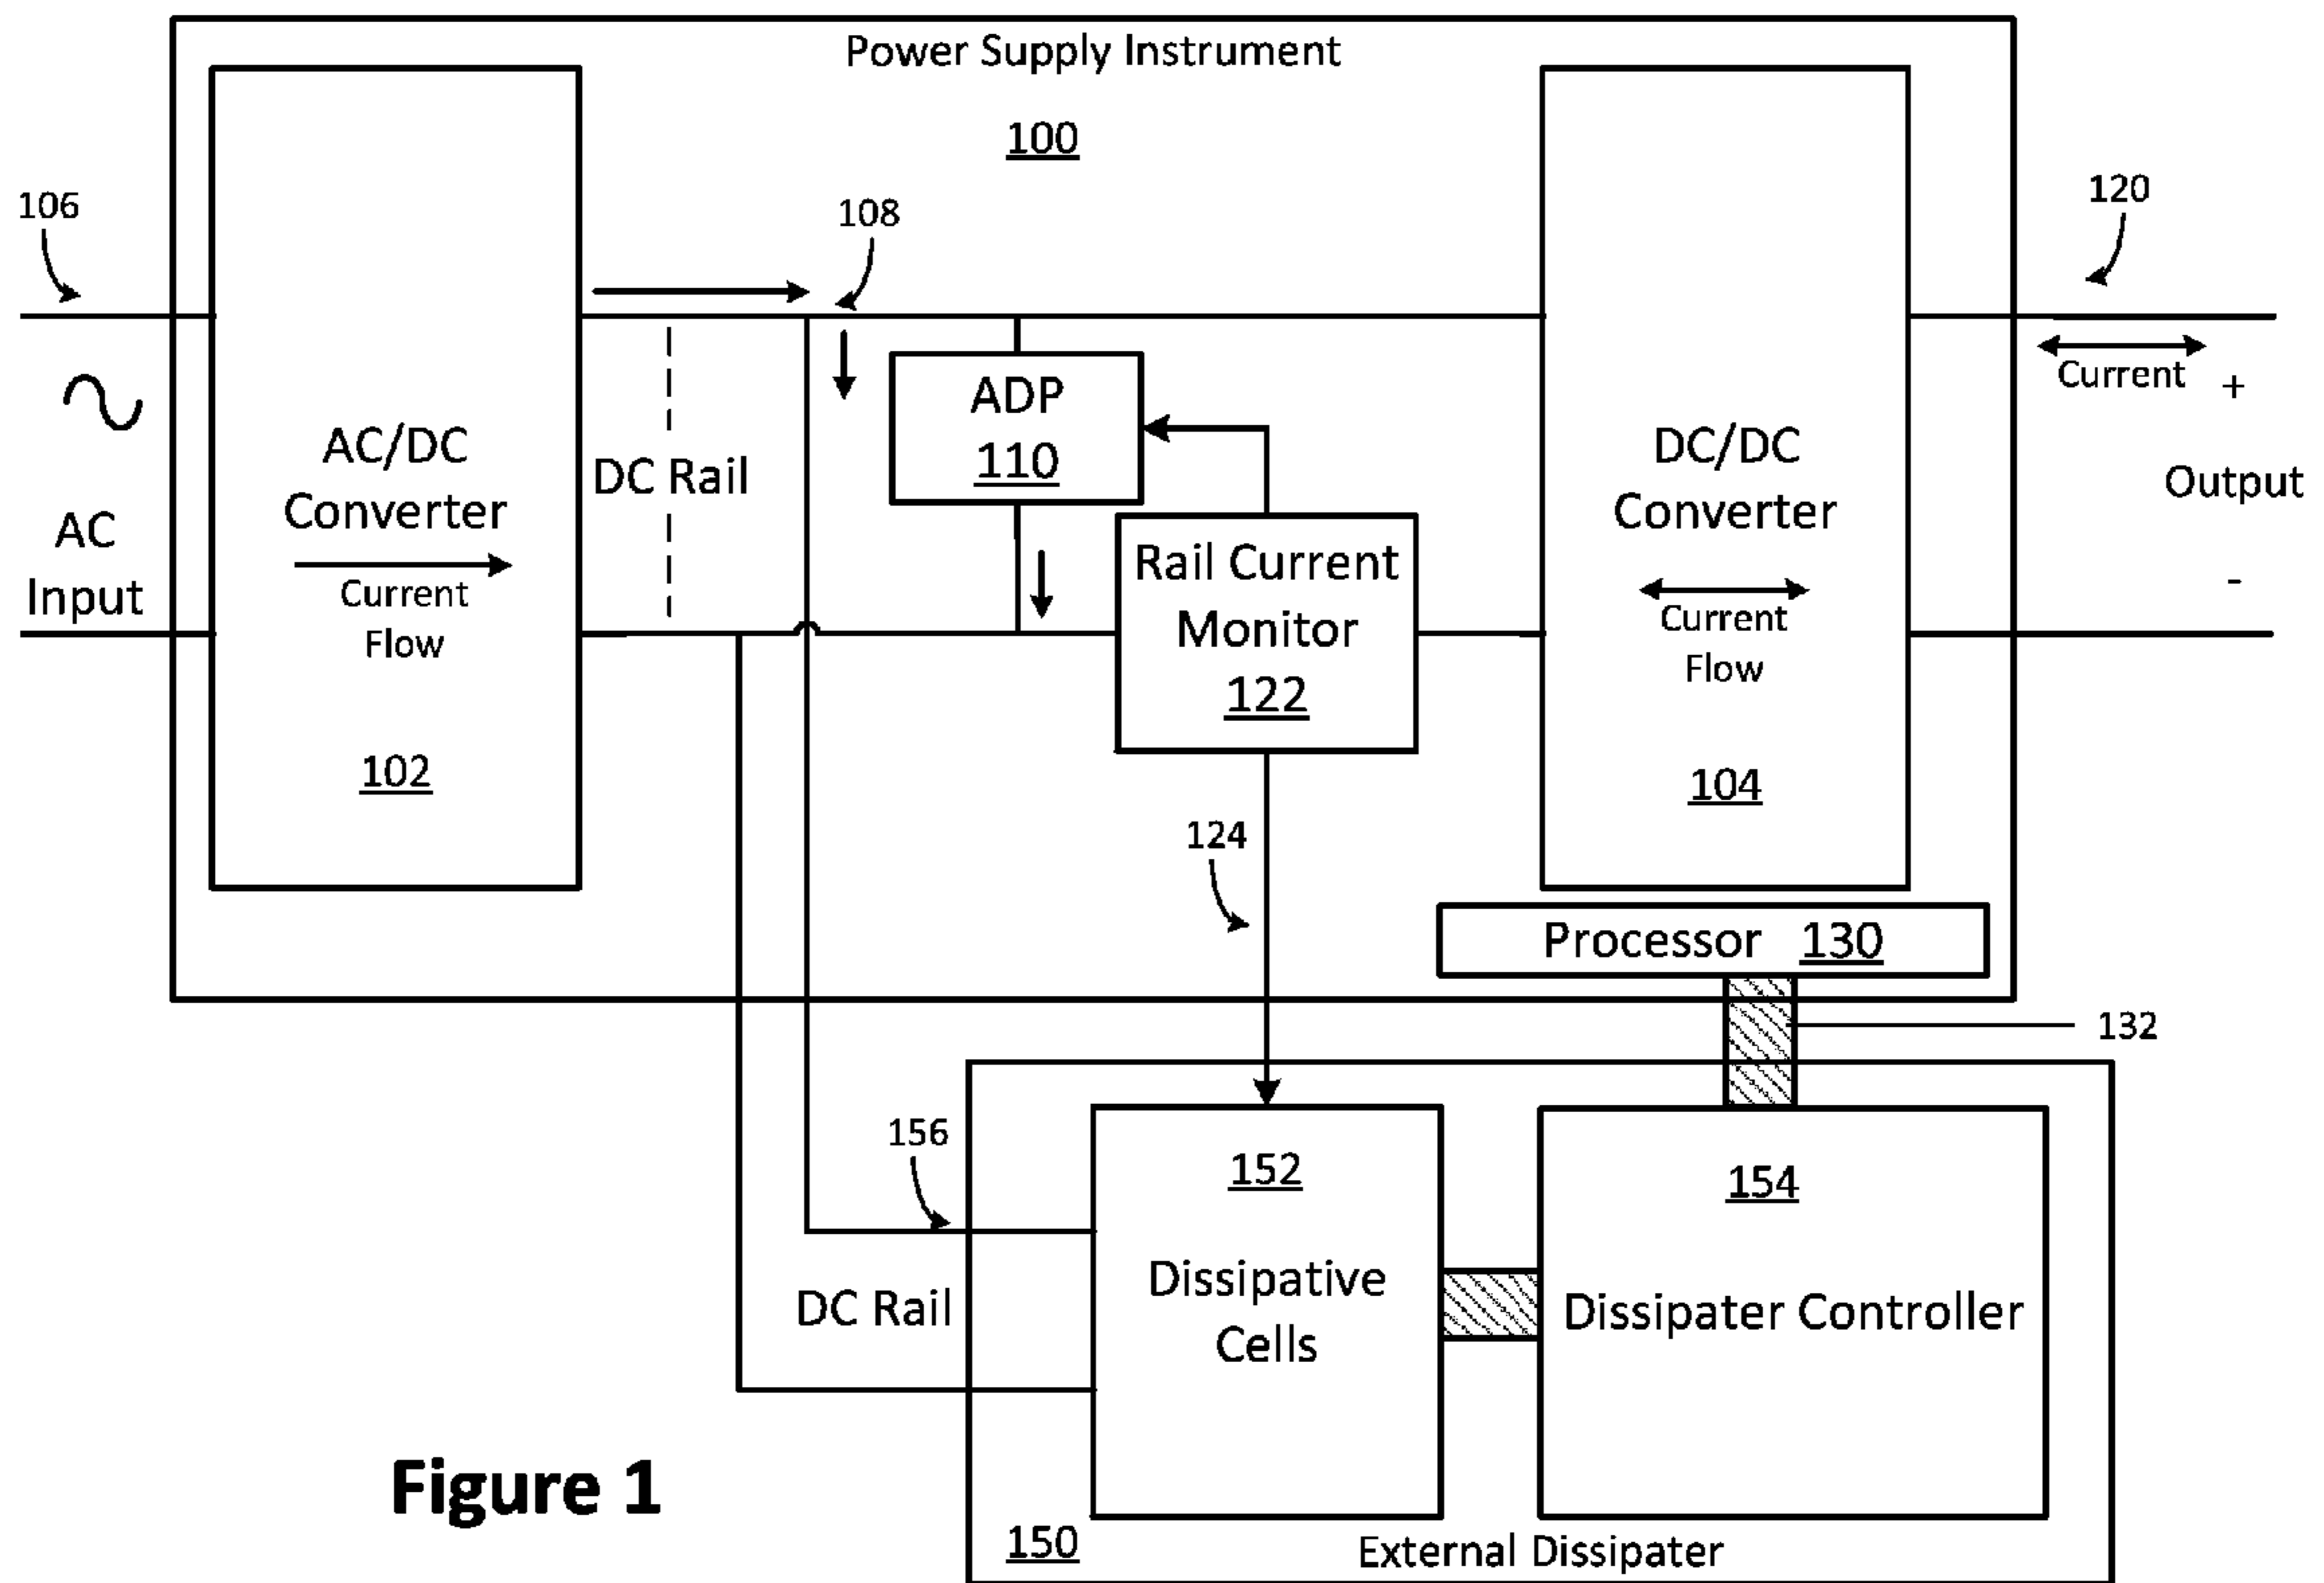 Power Supply Instrument
100
106
108
120
AC
Input
AC/DC
Converter
Current
Flow
102
DC Rail
ADP
110
Rail Current
Monitor
122
DC/DC
Converter
Current
Flow
104
Current
+
Output
-
124
Processor 130
132
156
DC Rail
152
Dissipative
Cells
154
Dissipater Controller
150
External Dissipater
Figure 1